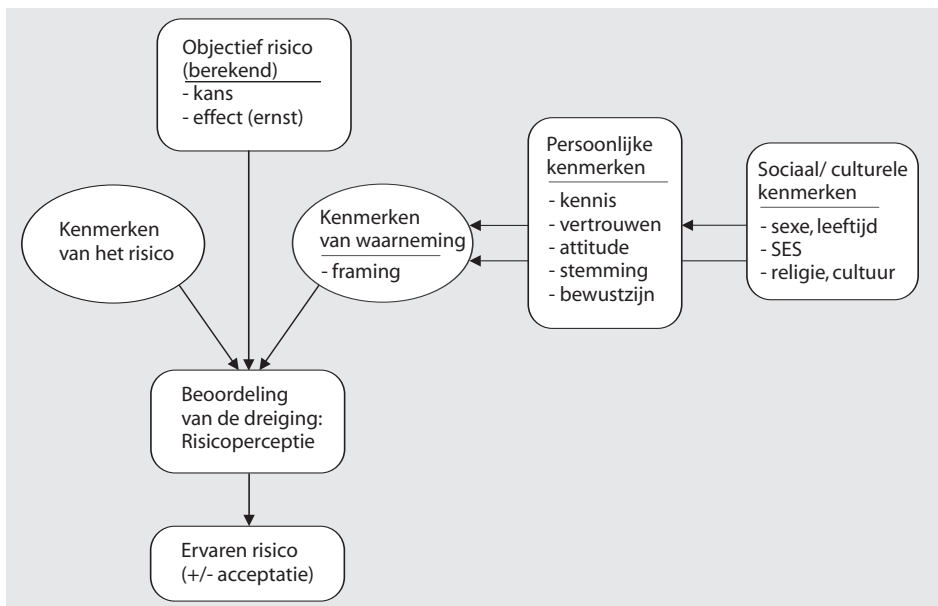 Objectief risico
(berekend)
- kans
- effect (ernst)
Kenmerken
van het risico
Kenmerken
van waarneming
- framing
Persoonlijke
kenmerken
- kennis
- vertrouwen
- attitude
- stemming
- bewustzijn
Sociaal/ culturele
kenmerken
- sexe, leeftijd
- SES
- religie, cultuur
Beoordeling
van de dreiging:
Risicoperceptie
Ervaren risico
(+/- acceptatie)